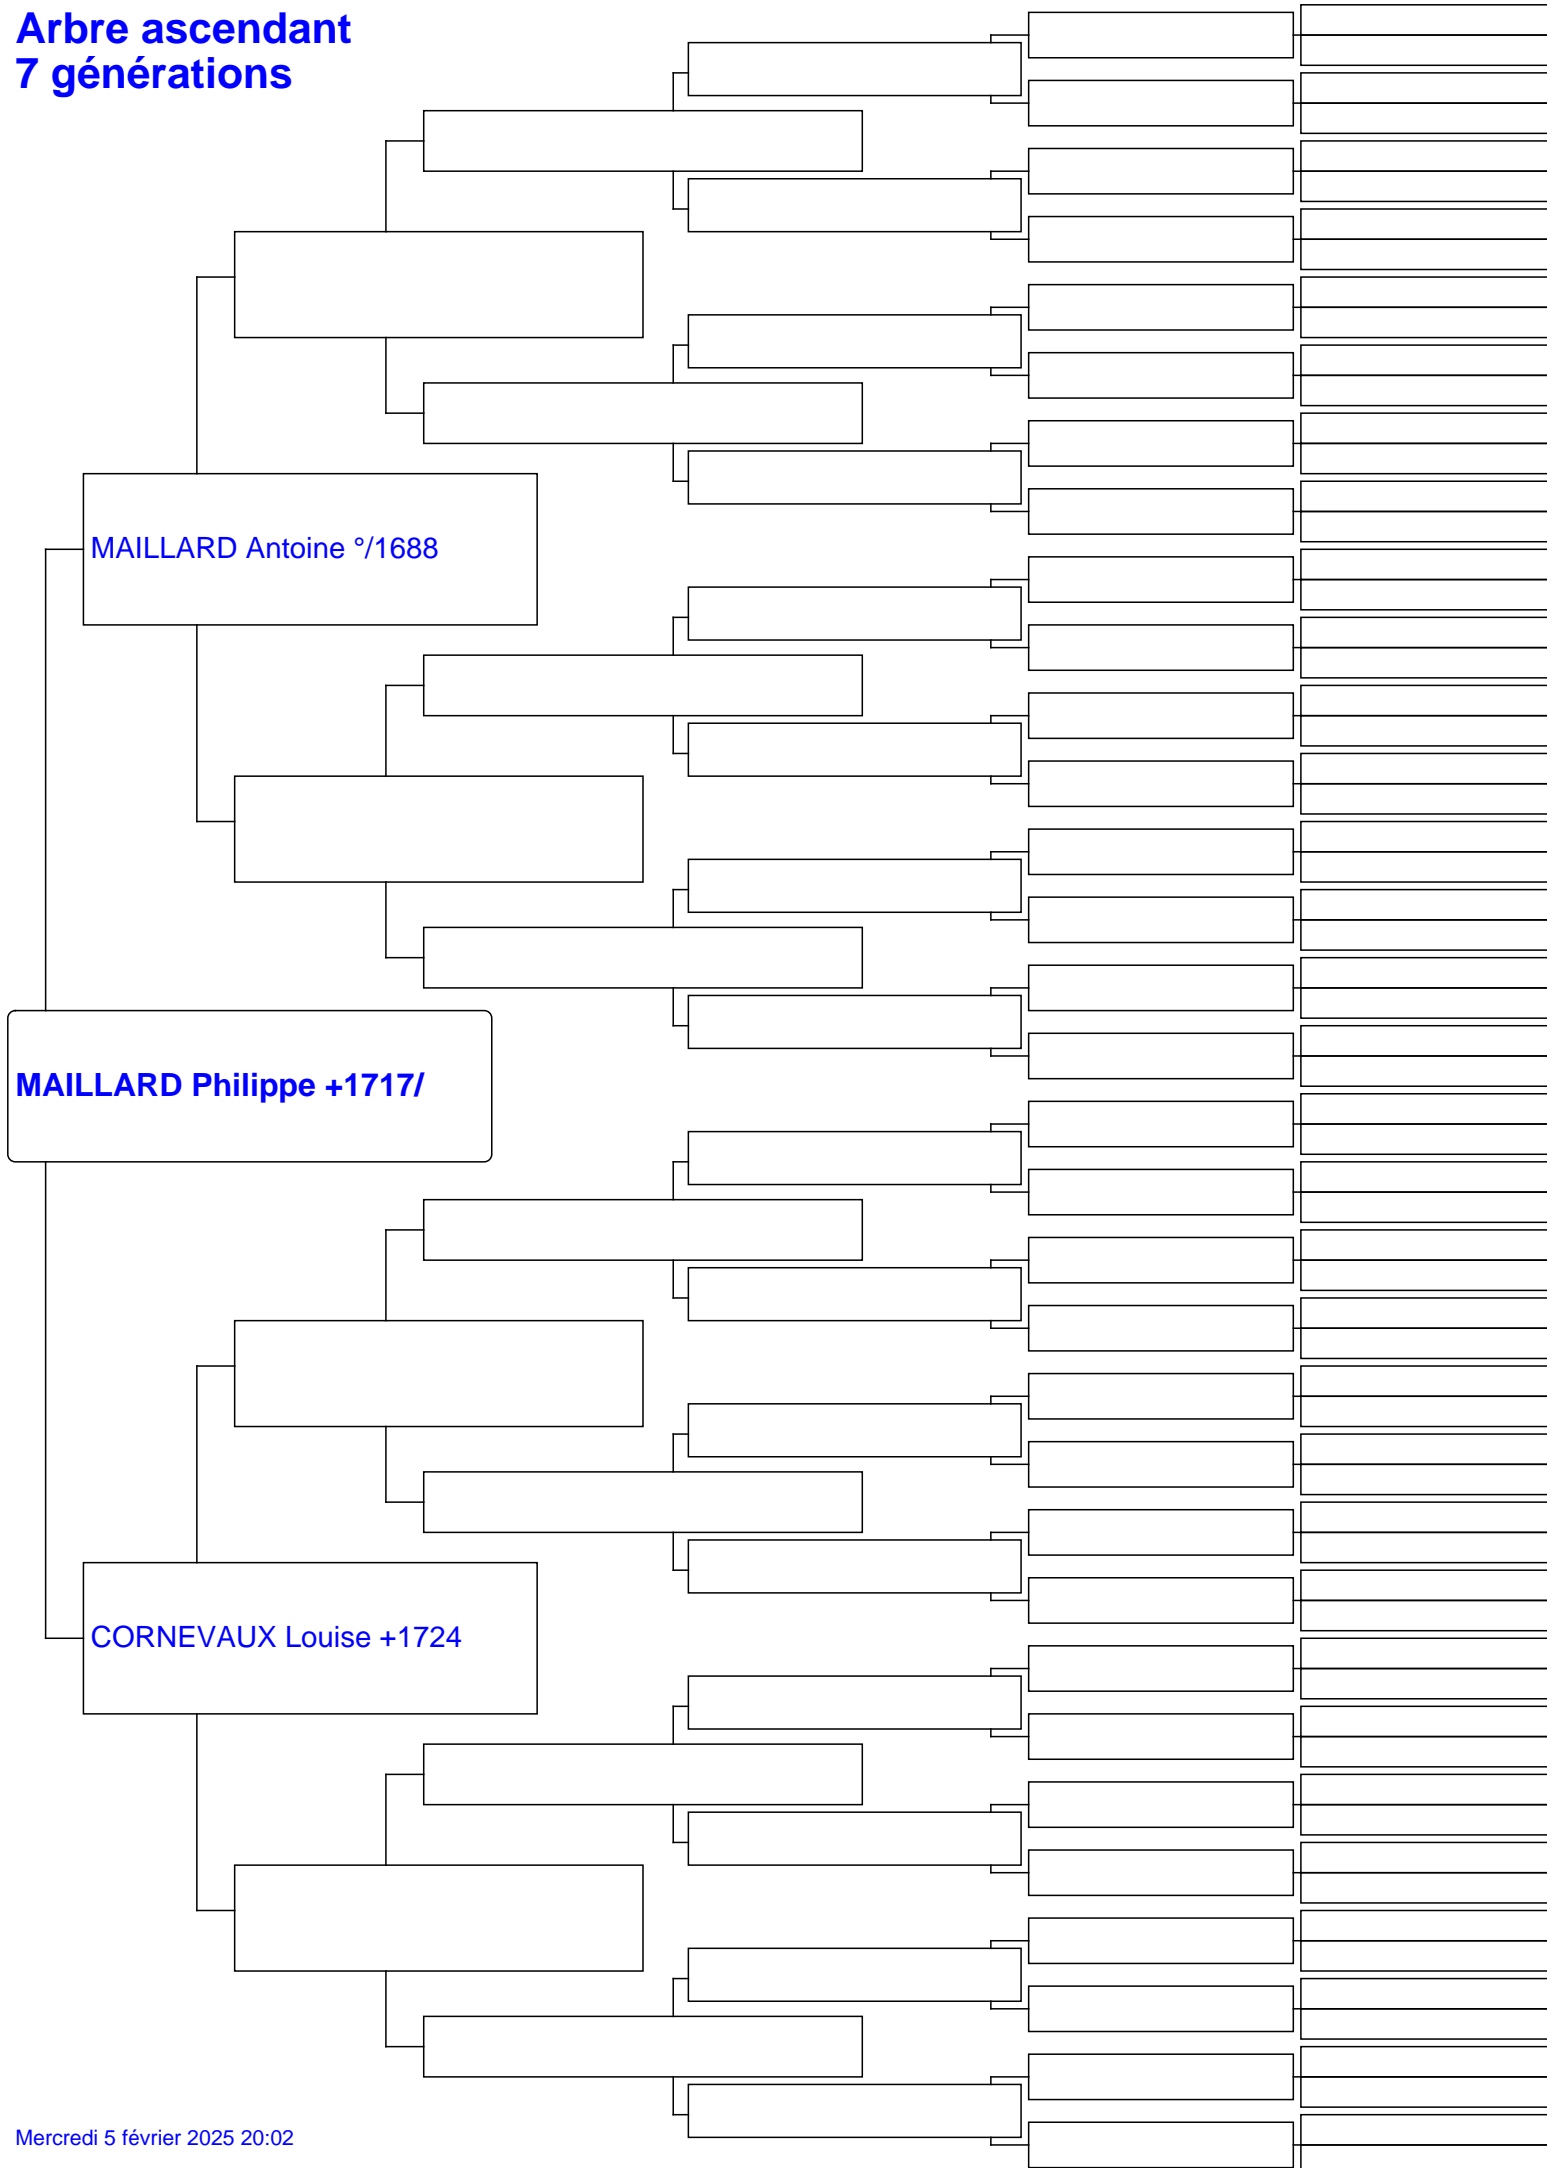 Arbre ascendant
7 générations
MAILLARD Antoine °/1688
MAILLARD Philippe +1717/
CORNEVAUX Louise +1724
Mercredi 5 février 2025 20:02